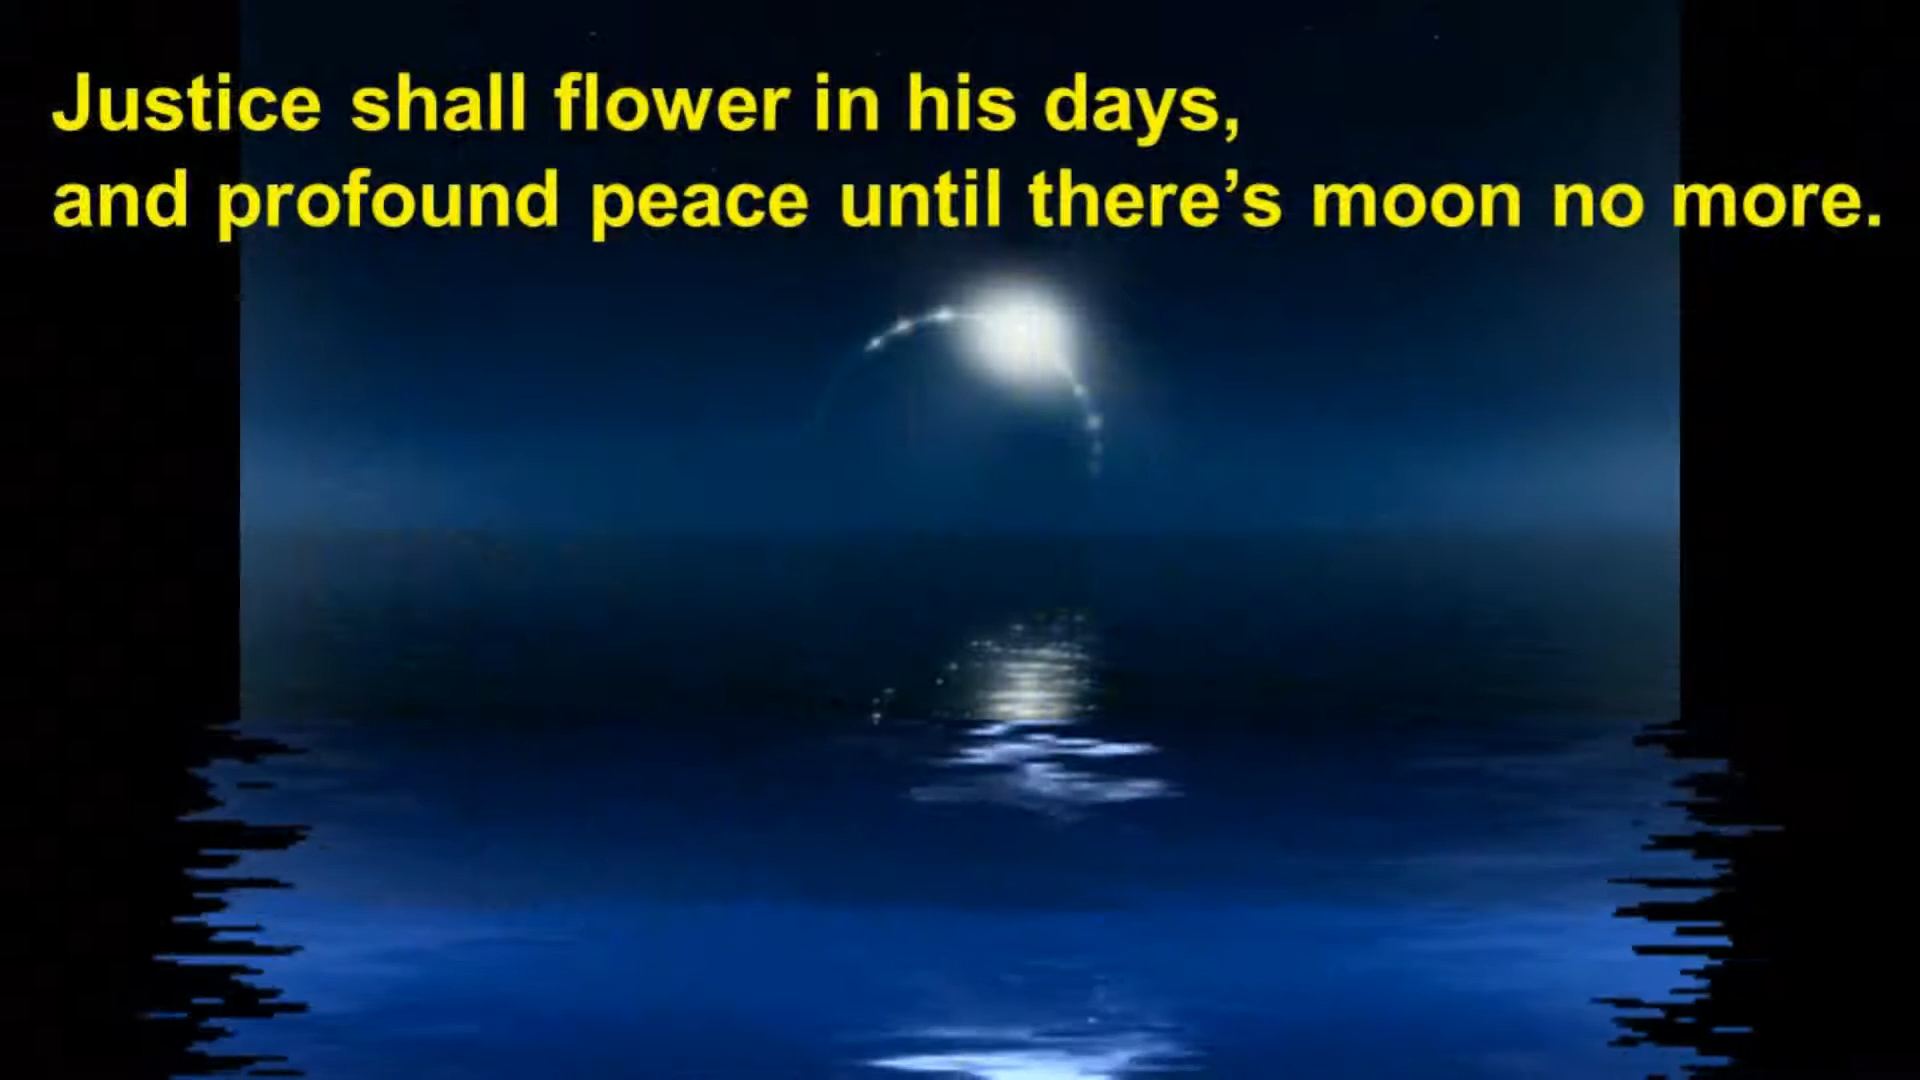 Justice shall flower in his days,
and profound peace until there’s moon no more.